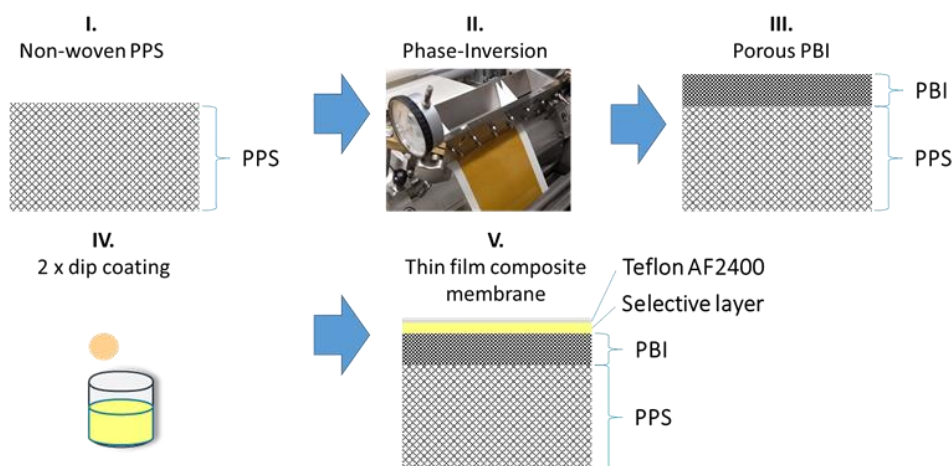 I.
Non-woven PPS
PPS
II.
Phase-Inversion
III.
Porous PBI
PBI
PPS
IV.
2 x dip coating
V.
Thin film composite
membrane
Teflon AF2400
Selective layer
PBI
PPS